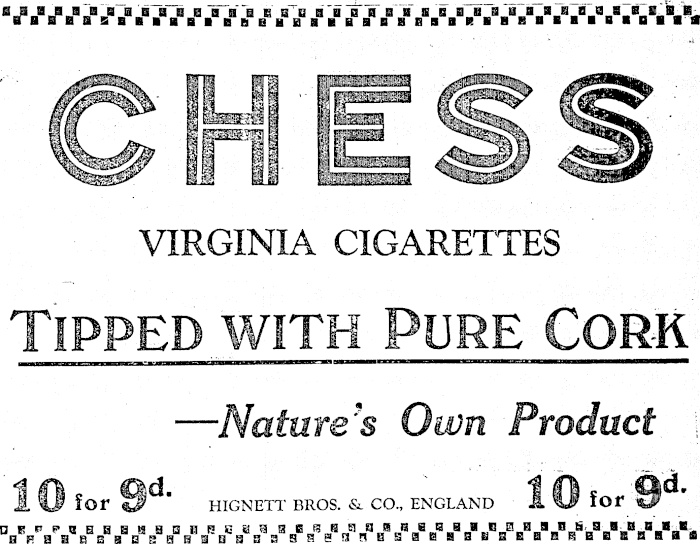 CHESS
VIRGINIA CIGARETTES
TIPPED WITH PURE CORK
—Nature's Own Product
10 for 9d. HIGNETT BROS. & CO., ENGLAND 10 for 9d.